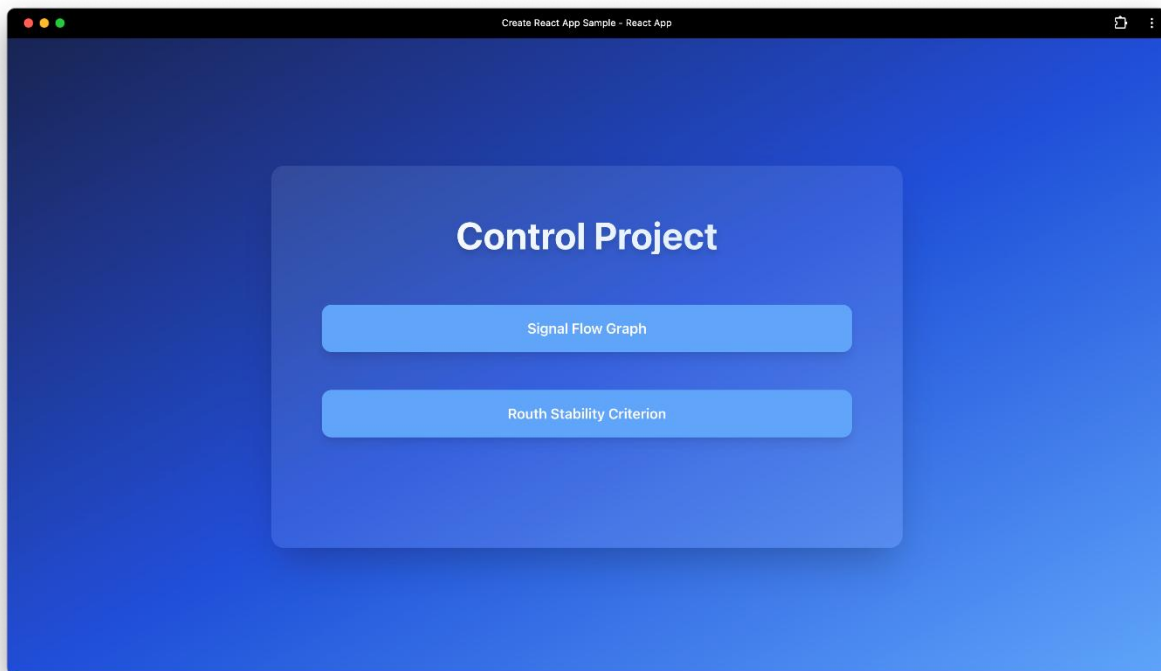 Create React App Sample - React App
Control Project
Signal Flow Graph
Routh Stability Criterion